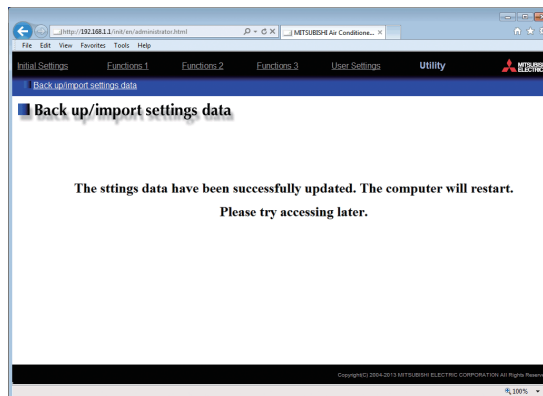 http://192.168.1.1/init/en/administrator.html
MITSUBISHI Air Conditione...
File Edit View Favorites Tools Help
Initial Settings Functions 1 Functions 2 Functions 3 User Settings Utility
Back up/import settings data
Back up/import settings data
The sttings data have been successfully updated. The computer will restart.
Please try accessing later.
Copyright(C) 2004-2013 MITSUBISHI ELECTRIC CORPORATION All Rights
100%